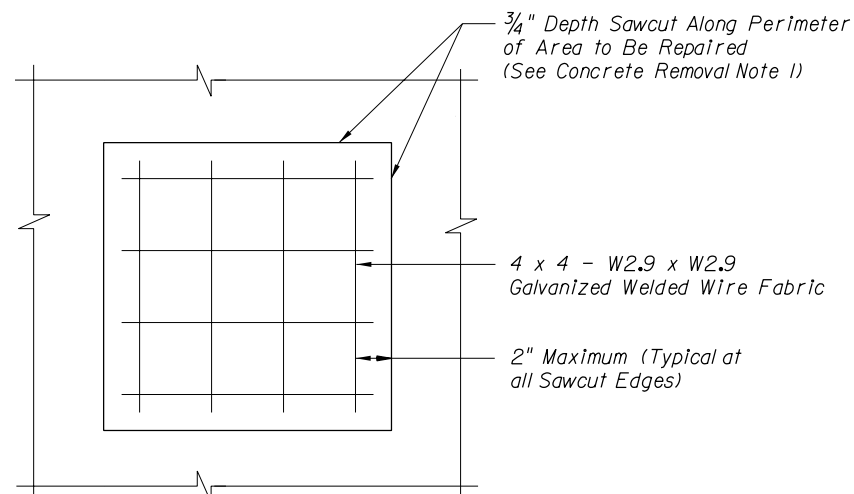 ¾" Depth Sawcut Along Perimeter
of Area to Be Repaired
(See Concrete Removal Note 1)
4 x 4 - W2.9 x W2.9
Galvanized Welded Wire Fabric
2" Maximum (Typical at
all Sawcut Edges)